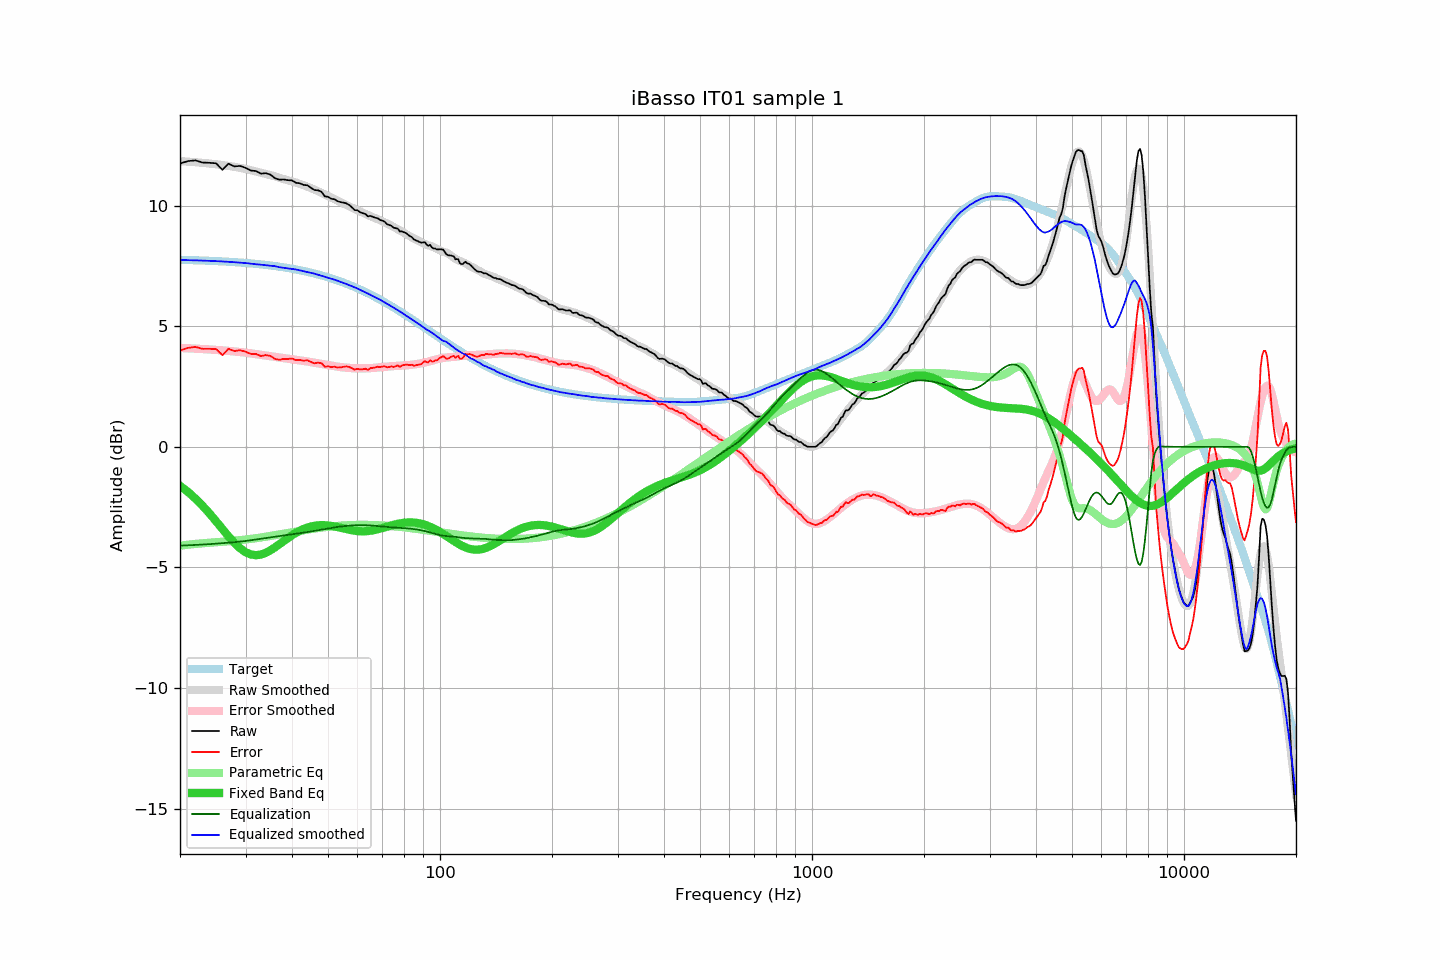 iBasso IT01 sample 1
Amplitude (dBr)
10
5
0
−5
−10
−15
Target
Raw Smoothed
Error Smoothed
Raw
Error
Parametric Eq
Fixed Band Eq
Equalization
Equalized smoothed
100 1000 10000
Frequency (Hz)